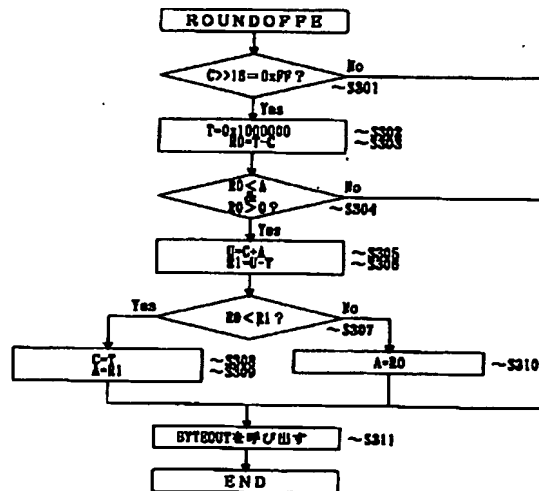 ROUNDOFFE
C>>16=0xFF?
No
~S301
Yes
T=0x1000000 ~S302
R0=T-C ~S303
R0<A
&
R0>0?
No
~S304
Yes
U=C+A ~S305
R1=U-T ~S306
Yes
R0<R1?
No
~S307
C=T ~S308
A=R1 ~S309
A=R0 ~S310
BYTEOUTを呼び出す ~S311
END